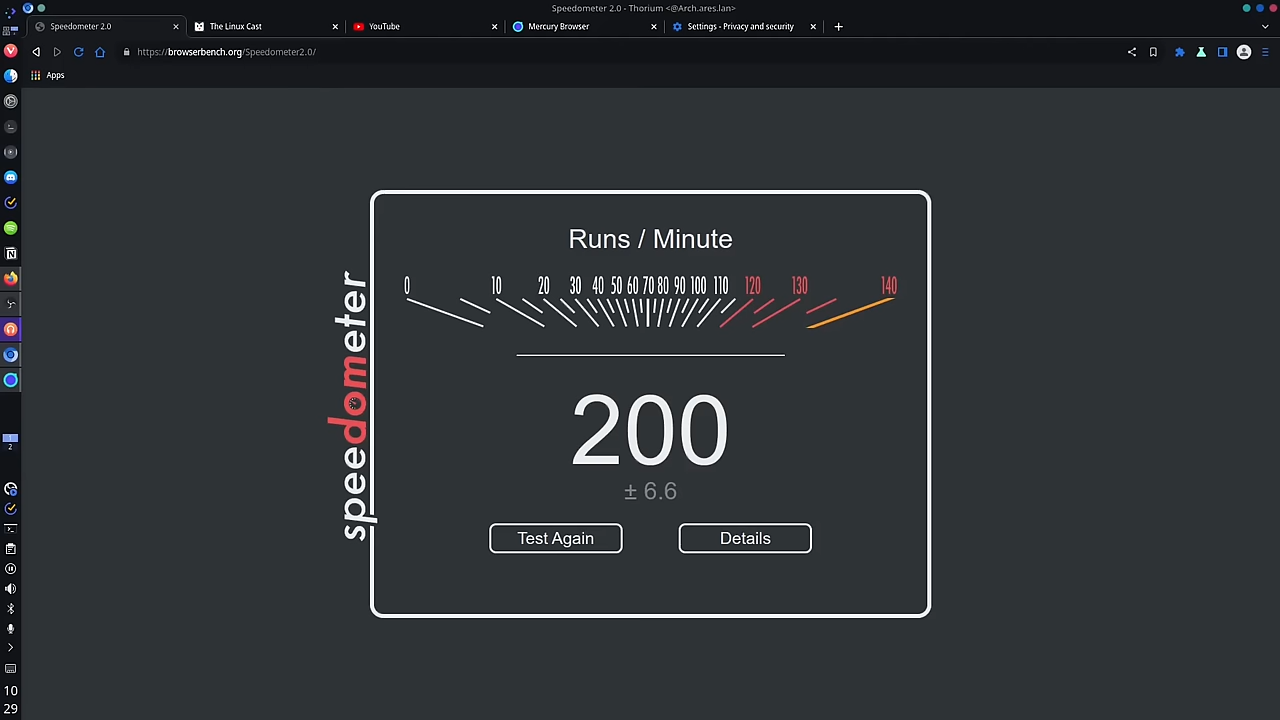 Speedometer 2.0 - Thorium <@Arch.ares.lan>
Speedometer 2.0
The Linux Cast
YouTube
Mercury Browser
Settings - Privacy and security
https://browserbench.org/Speedometer2.0/
Apps
Runs / Minute
0 10 20 30 40 50 60 70 80 90 100 110 120 130 140
speedometer
200
± 6.6
Test Again
Details
1
2
10
29